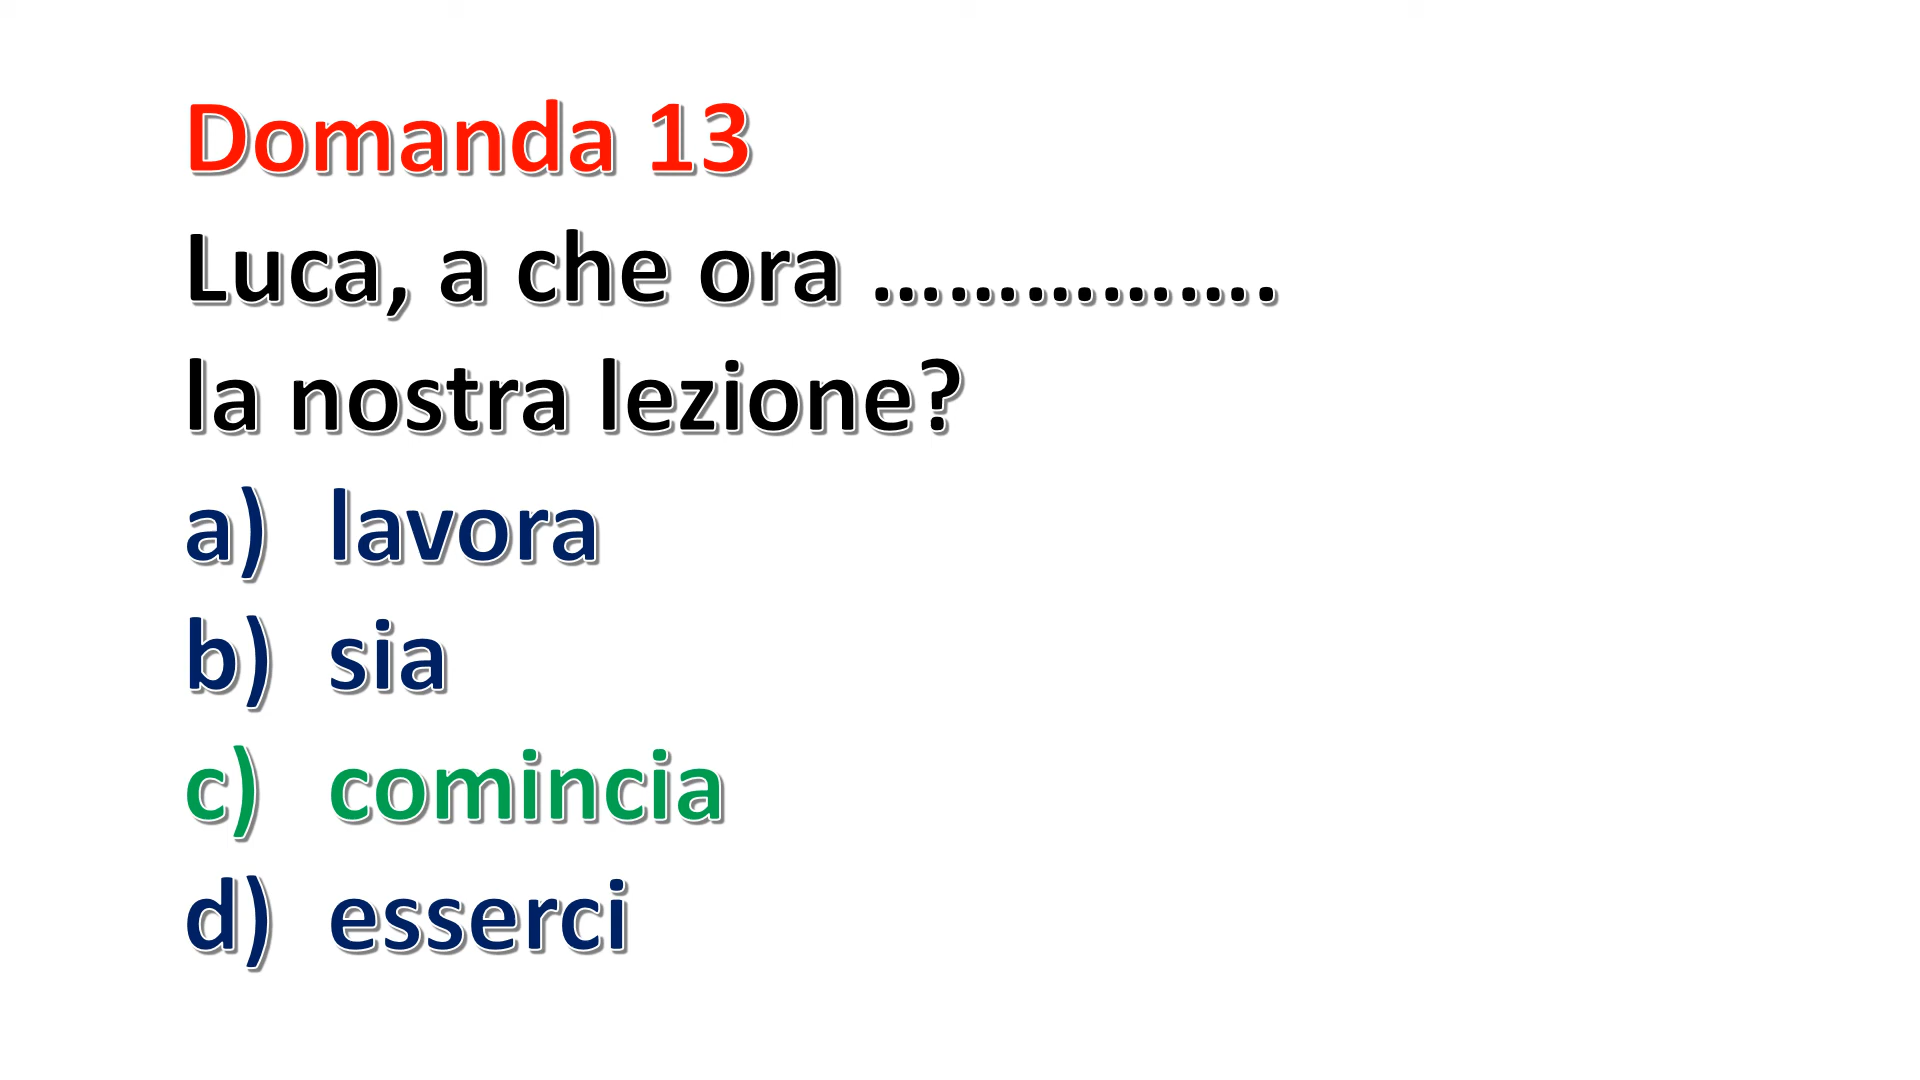 Domanda 13
Luca, a che ora …………….
la nostra lezione?
a) lavora
b) sia
c) comincia
d) esserci